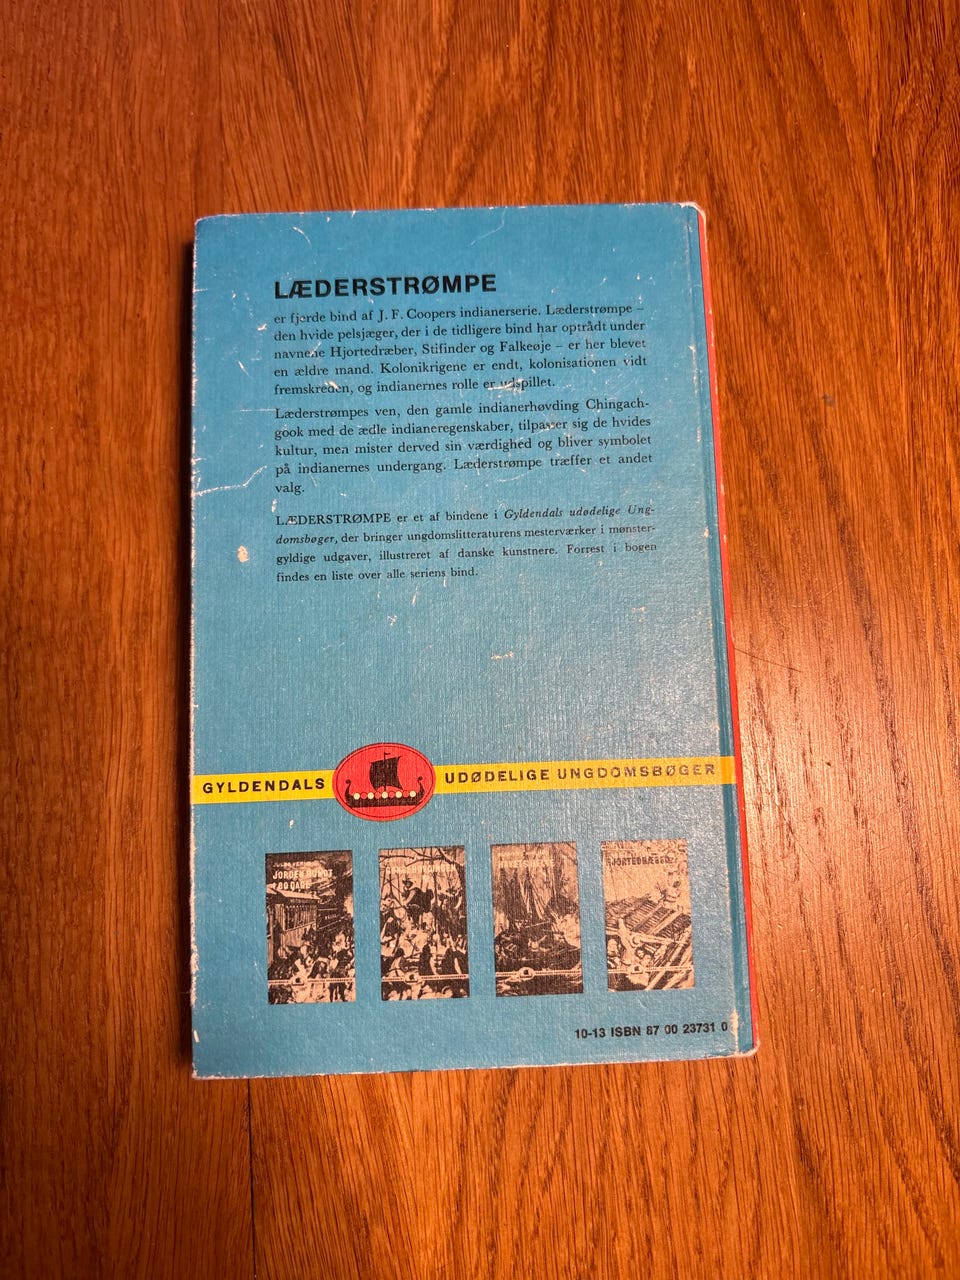 LÆDERSTRØMPE
er fjerde bind af J. F. Coopers indianerserie. Læderstrømpe –
den hvide pelsjæger, der i de tidligere bind har optrådt under
navnene Hjortedræber, Stifinder og Falkeøje – er her blevet
en ældre mand. Kolonikrigene er endt, kolonisationen vidt
fremskreden, og indianernes rolle er udspillet.
Læderstrømpes ven, den gamle indianerhøvding Chingach-
gook med de ædle indianeregenskaber, tilpasser sig de hvides
kultur, men mister derved sin værdighed og bliver symbolet
på indianernes undergang. Læderstrømpe træffer et andet
valg.
LÆDERSTRØMPE er et af bindene i Gyldendals udødelige Ung-
domsbøger, der bringer ungdomslitteraturens mesterværker i mønster-
gyldige udgaver, illustreret af danske kunstnere. Forrest i bogen
findes en liste over alle seriens bind.
GYLDENDALS UDØDELIGE UNGDOMSBØGER
JORDEN RUNDT
80 DAGE
HJORTEDRÆBER
10-13 ISBN 87 00 23731 0